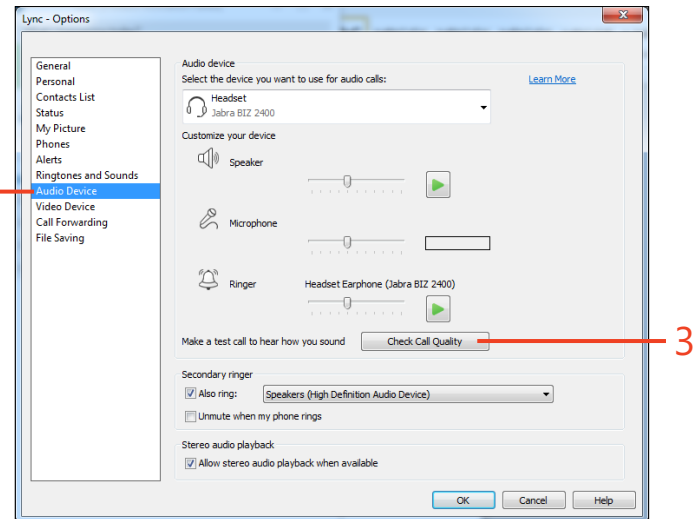 Lync - Options
General
Personal
Contacts List
Status
My Picture
Phones
Alerts
Ringtones and Sounds
Audio Device
Video Device
Call Forwarding
File Saving
Audio device
Select the device you want to use for audio calls:
Learn More
Headset
Jabra BIZ 2400
Customize your device
Speaker
Microphone
Ringer
Headset Earphone (Jabra BIZ 2400)
Make a test call to hear how you sound
Check Call Quality
3
Secondary ringer
Also ring:
Speakers (High Definition Audio Device)
Unmute when my phone rings
Stereo audio playback
Allow stereo audio playback when available
OK
Cancel
Help